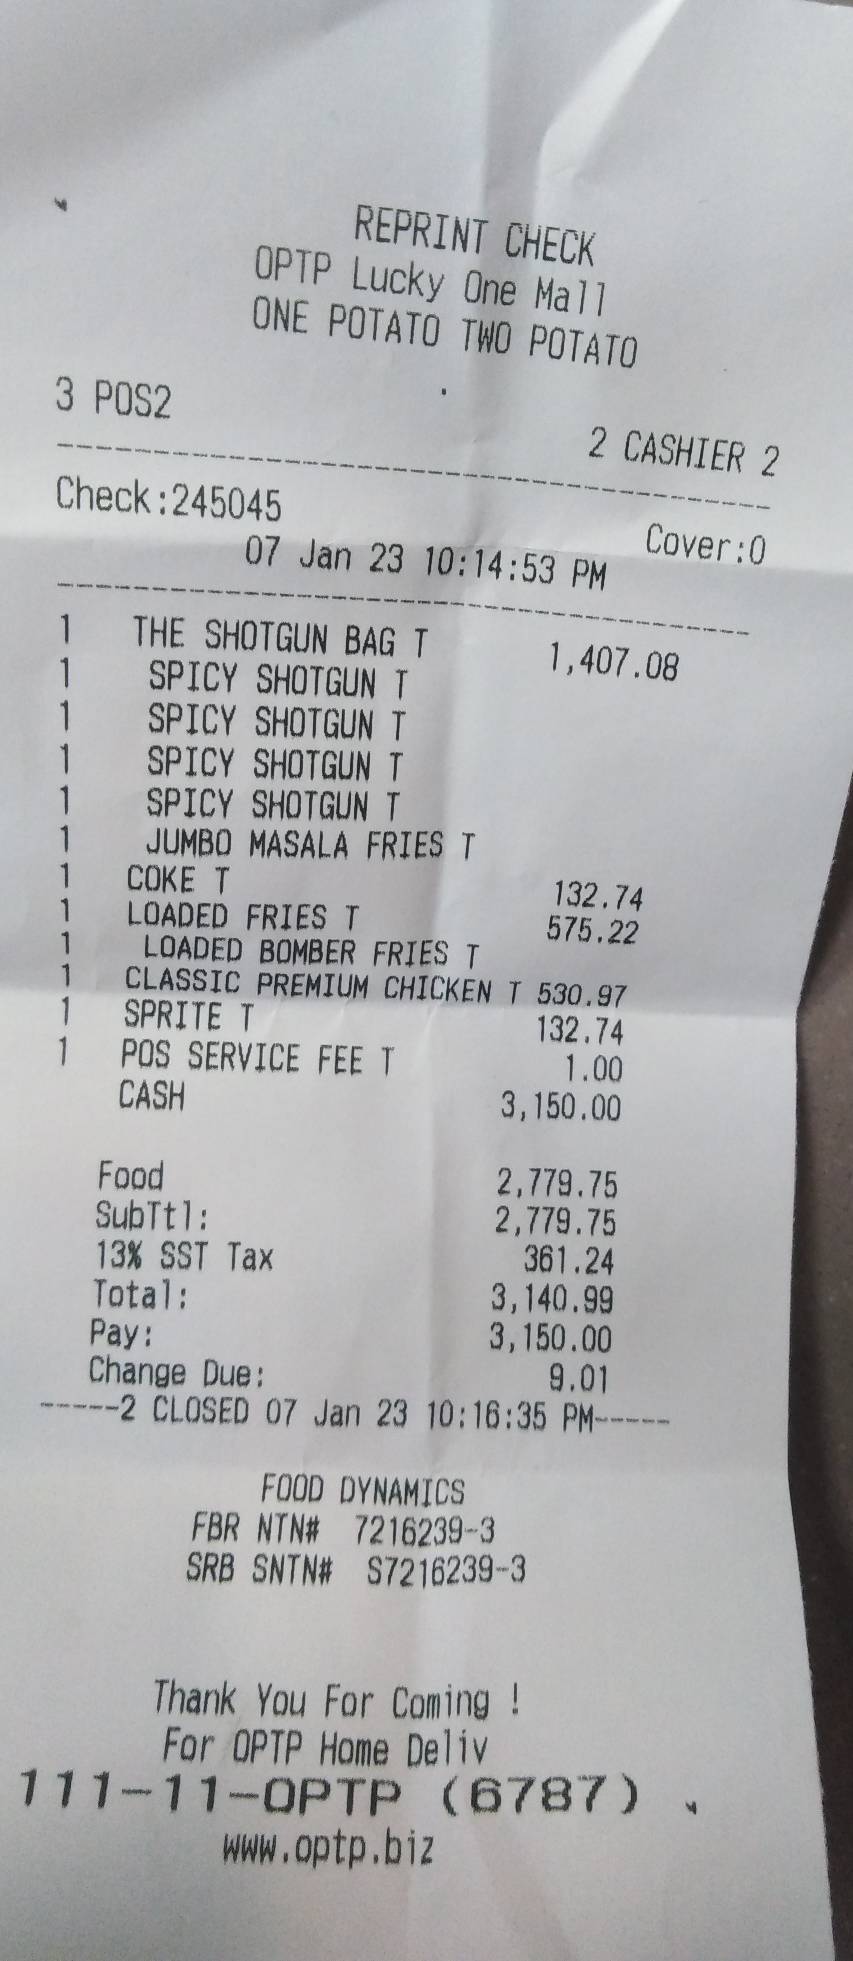 REPRINT CHECK
OPTP Lucky One Mall
ONE POTATO TWO POTATO
3 POS2 2 CASHIER 2
Check:245045 Cover:0
07 Jan 23 10:14:53 PM
1 THE SHOTGUN BAG T 1,407.08
1 SPICY SHOTGUN T
1 SPICY SHOTGUN T
1 SPICY SHOTGUN T
1 SPICY SHOTGUN T
1 JUMBO MASALA FRIES T
1 COKE T 132.74
1 LOADED FRIES T 575.22
1 LOADED BOMBER FRIES T
1 CLASSIC PREMIUM CHICKEN T 530.97
1 SPRITE T 132.74
1 POS SERVICE FEE T 1.00
CASH 3,150.00
Food 2,779.75
SubTtl: 2,779.75
13% SST Tax 361.24
Total: 3,140.99
Pay: 3,150.00
Change Due: 9.01
-----2 CLOSED 07 Jan 23 10:16:35 PM-----
FOOD DYNAMICS
FBR NTN# 7216239-3
SRB SNTN# S7216239-3
Thank You For Coming !
For OPTP Home Deliv
111-11-OPTP (6787)
www.optp.biz